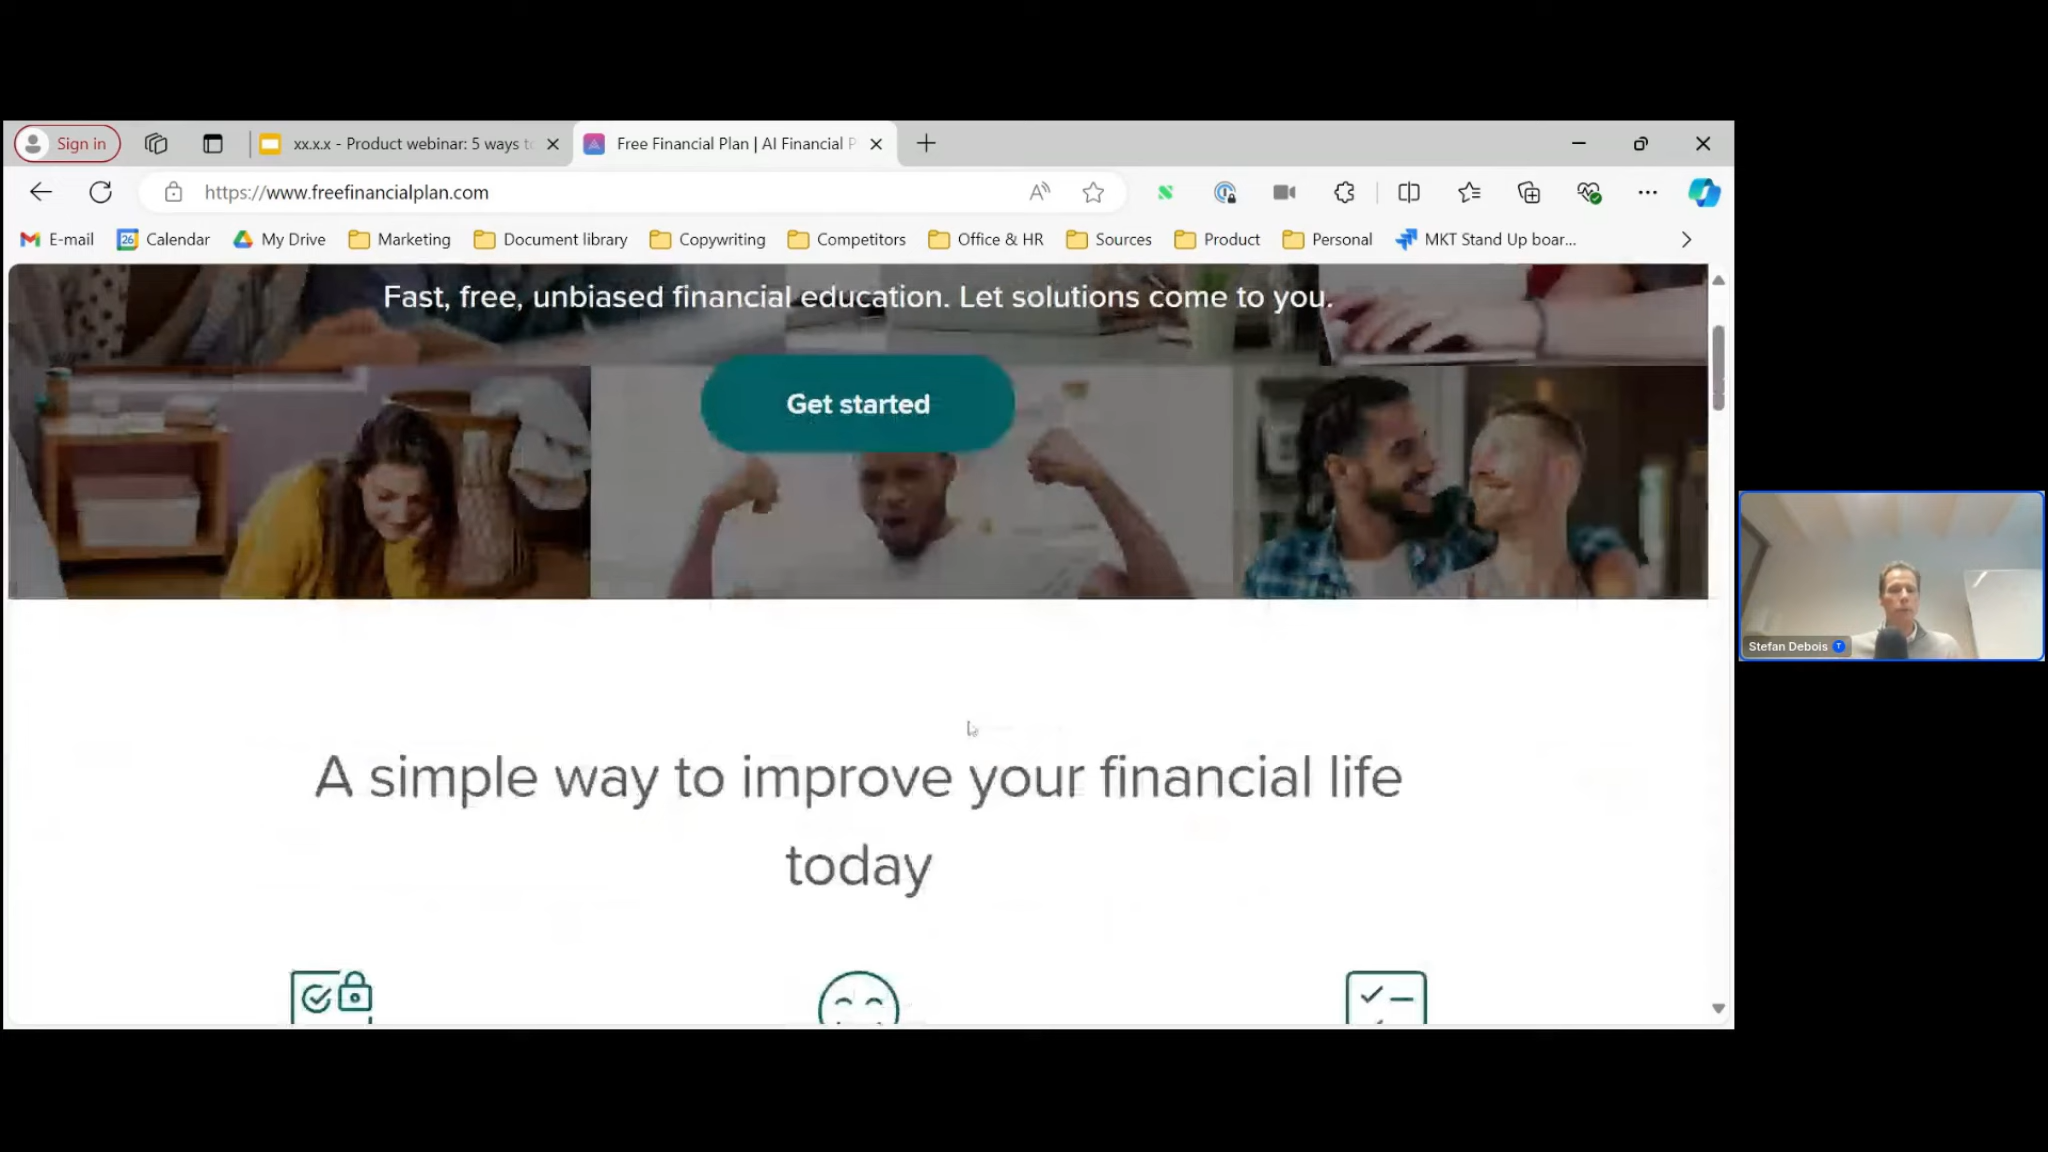 Sign in
xx.x.x - Product webinar: 5 ways to
Free Financial Plan | AI Financial P
https://www.freefinancialplan.com
E-mail
26
Calendar
My Drive
Marketing
Document library
Copywriting
Competitors
Office & HR
Sources
Product
Personal
MKT Stand Up boar...
Fast, free, unbiased financial education. Let solutions come to you.
Get started
A simple way to improve your financial life
today
Stefan Debois